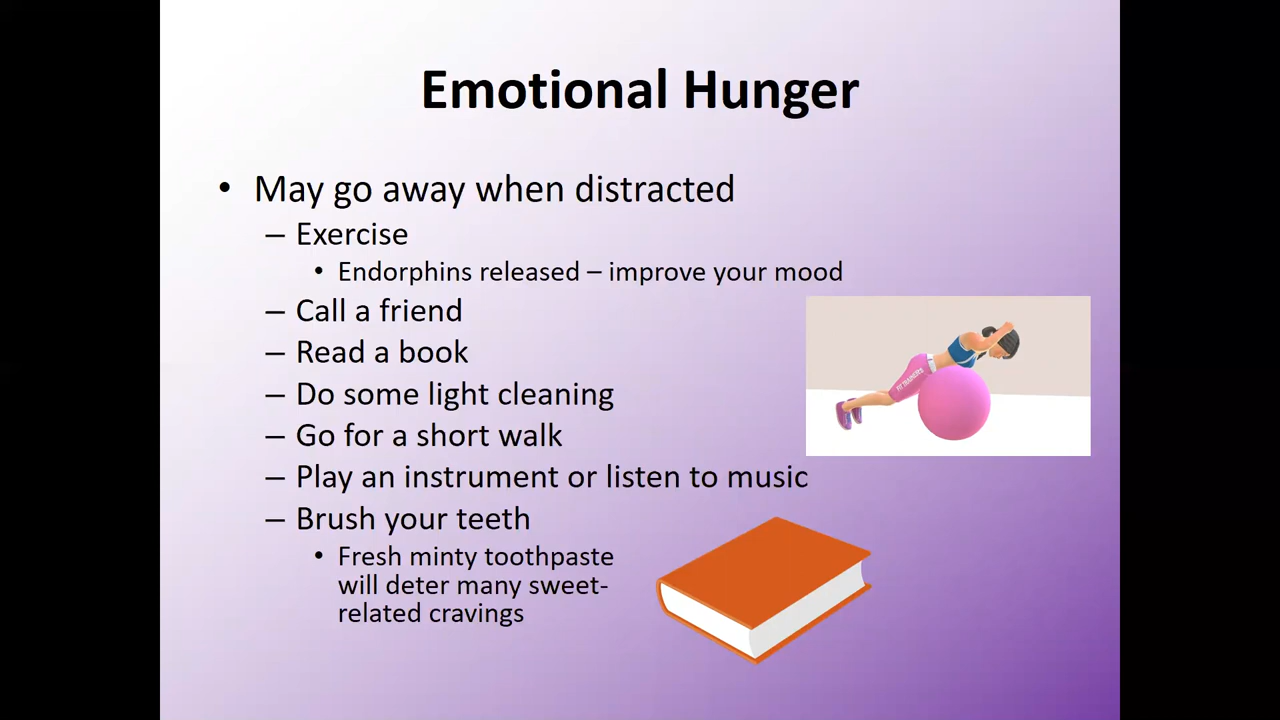 Emotional Hunger
• May go away when distracted
– Exercise
• Endorphins released – improve your mood
– Call a friend
– Read a book
– Do some light cleaning
– Go for a short walk
– Play an instrument or listen to music
– Brush your teeth
• Fresh minty toothpaste
will deter many sweet-
related cravings
FIT TRAINERS